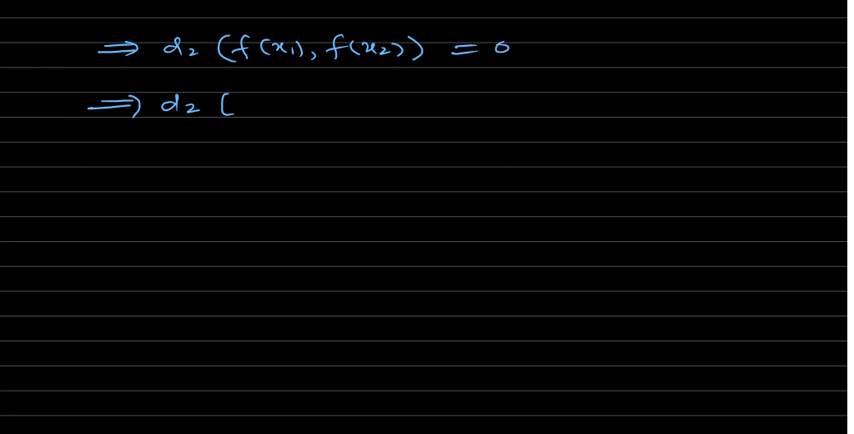 ⟹ d₂ (f(x₁), f(x₂)) = 0
⟹ d₂ (